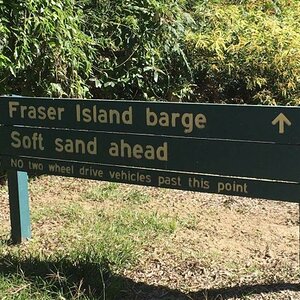 Fraser Island barge ↑
Soft sand ahead
NO two wheel drive vehicles past this point